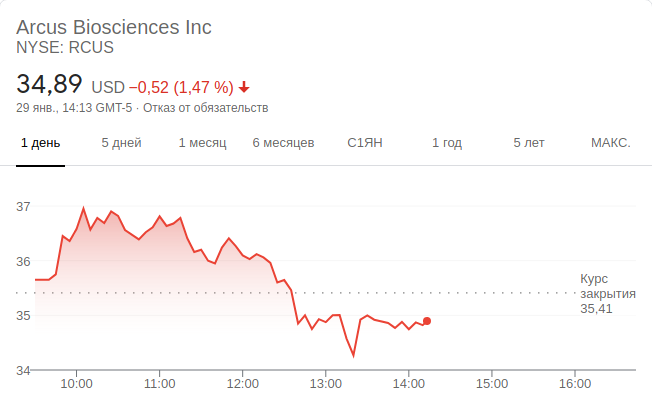 Arcus Biosciences Inc
NYSE: RCUS
34,89 USD −0,52 (1,47 %)
29 янв., 14:13 GMT-5 · Отказ от обязательств
1 день 5 дней 1 месяц 6 месяцев С1ЯН 1 год 5 лет МАКС.
37
36
Курс
закрытия
35,41
35
34
10:00 11:00 12:00 13:00 14:00 15:00 16:00